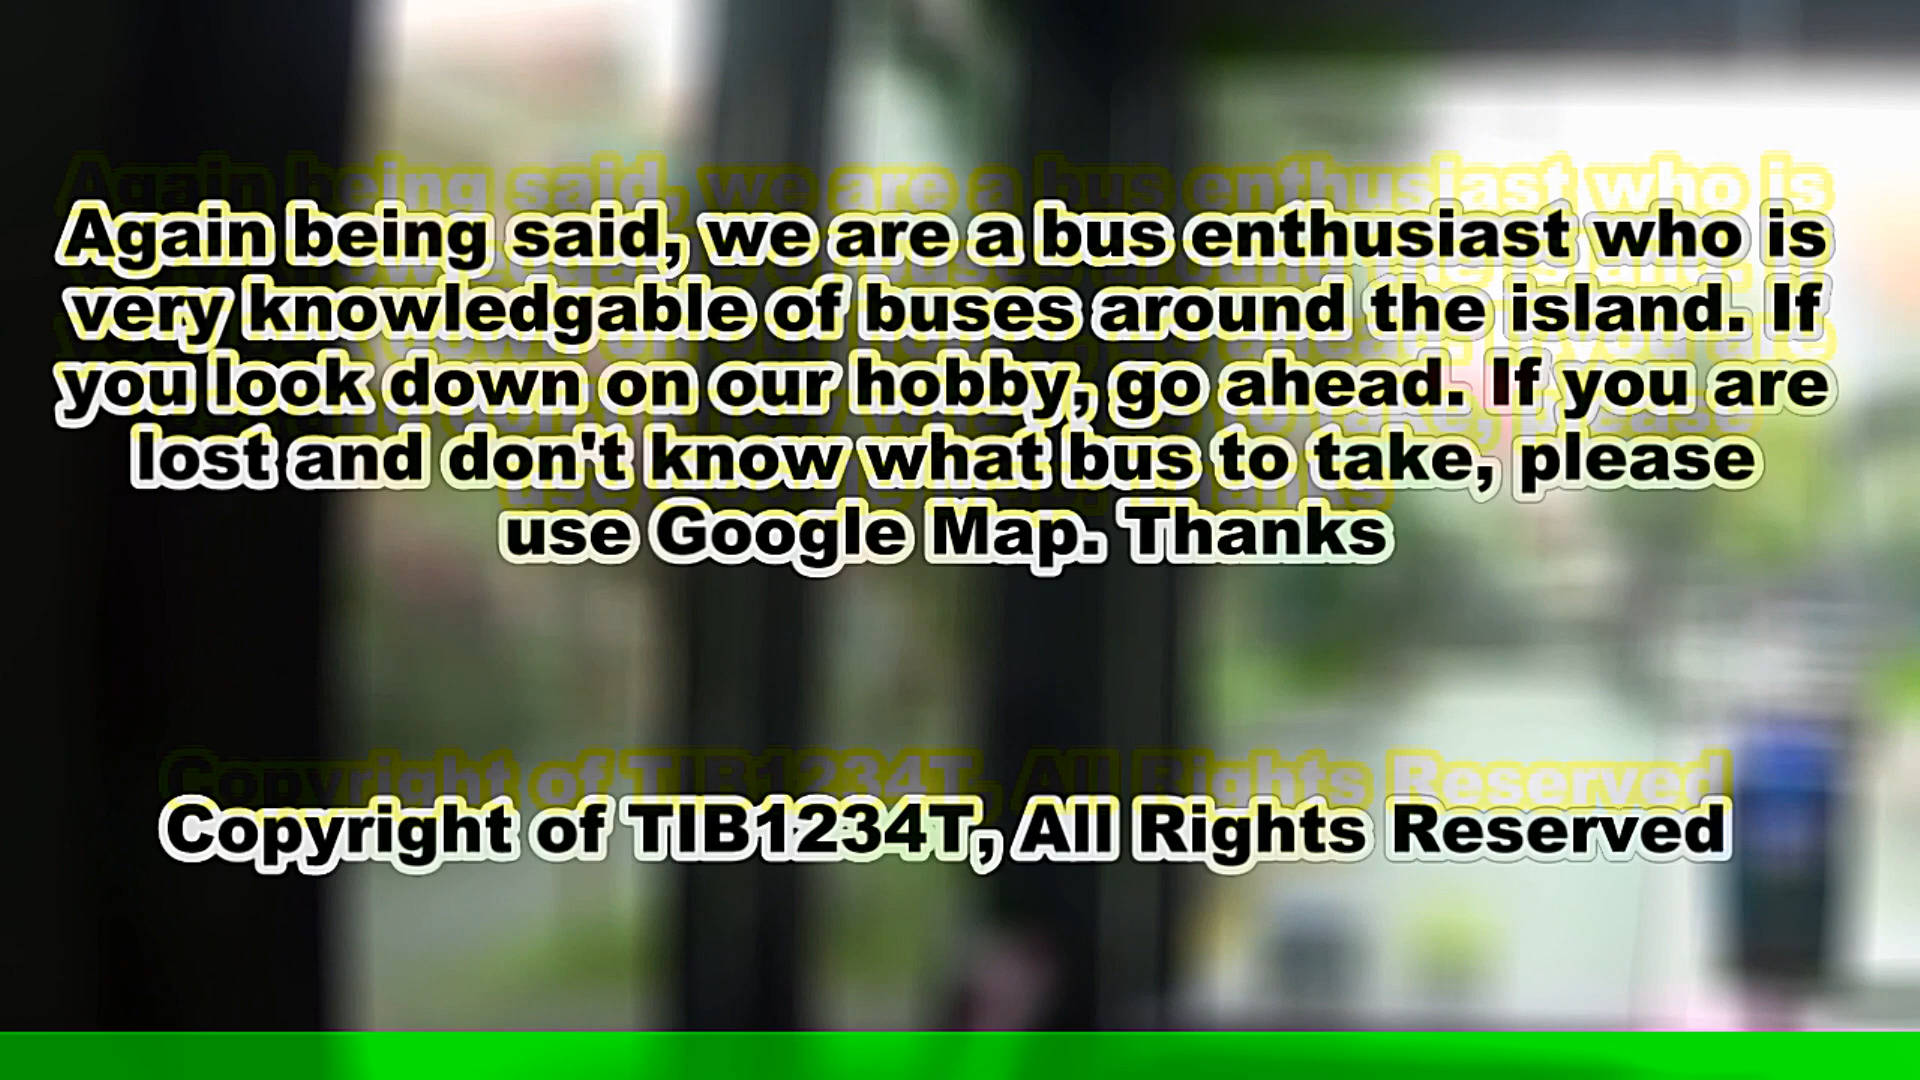 Again being said, we are a bus enthusiast who is
very knowledgable of buses around the island. If
you look down on our hobby, go ahead. If you are
lost and don't know what bus to take, please
use Google Map. Thanks
Copyright of TIB1234T, All Rights Reserved